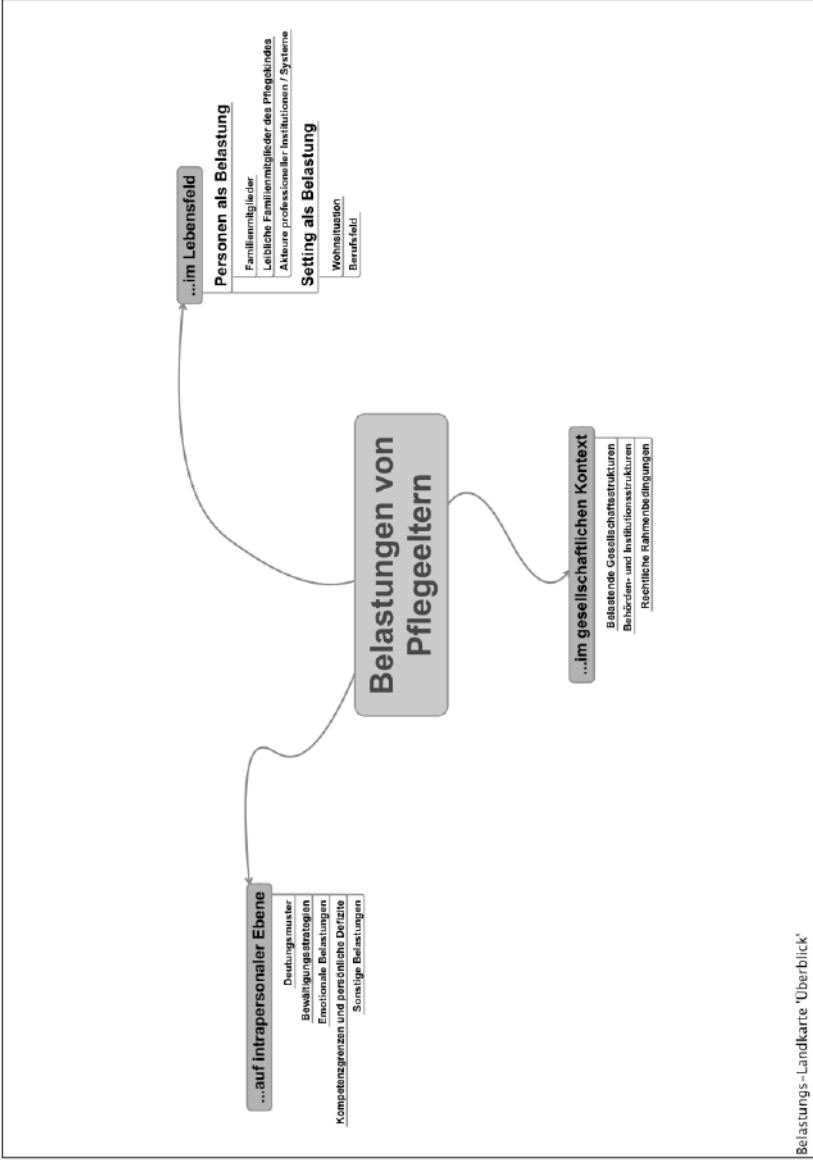 Belastungen von
Pflegeeltern
...auf intrapersonaler Ebene
Deutungsmuster
Bewältigungsstrategien
Emotionale Belastungen
Kompetenzgrenzen und persönliche Defizite
Sonstige Belastungen
...im Lebensfeld
Personen als Belastung
Familienmitglieder
Leibliche Familienmitglieder des Pflegekindes
Akteure professioneller Institutionen / Systeme
Setting als Belastung
Wohnsituation
Berufsfeld
...im gesellschaftlichen Kontext
Belastende Gesellschaftsstrukturen
Behörden- und Institutionsstrukturen
Rechtliche Rahmenbedingungen
Belastungs-Landkarte 'Überblick'